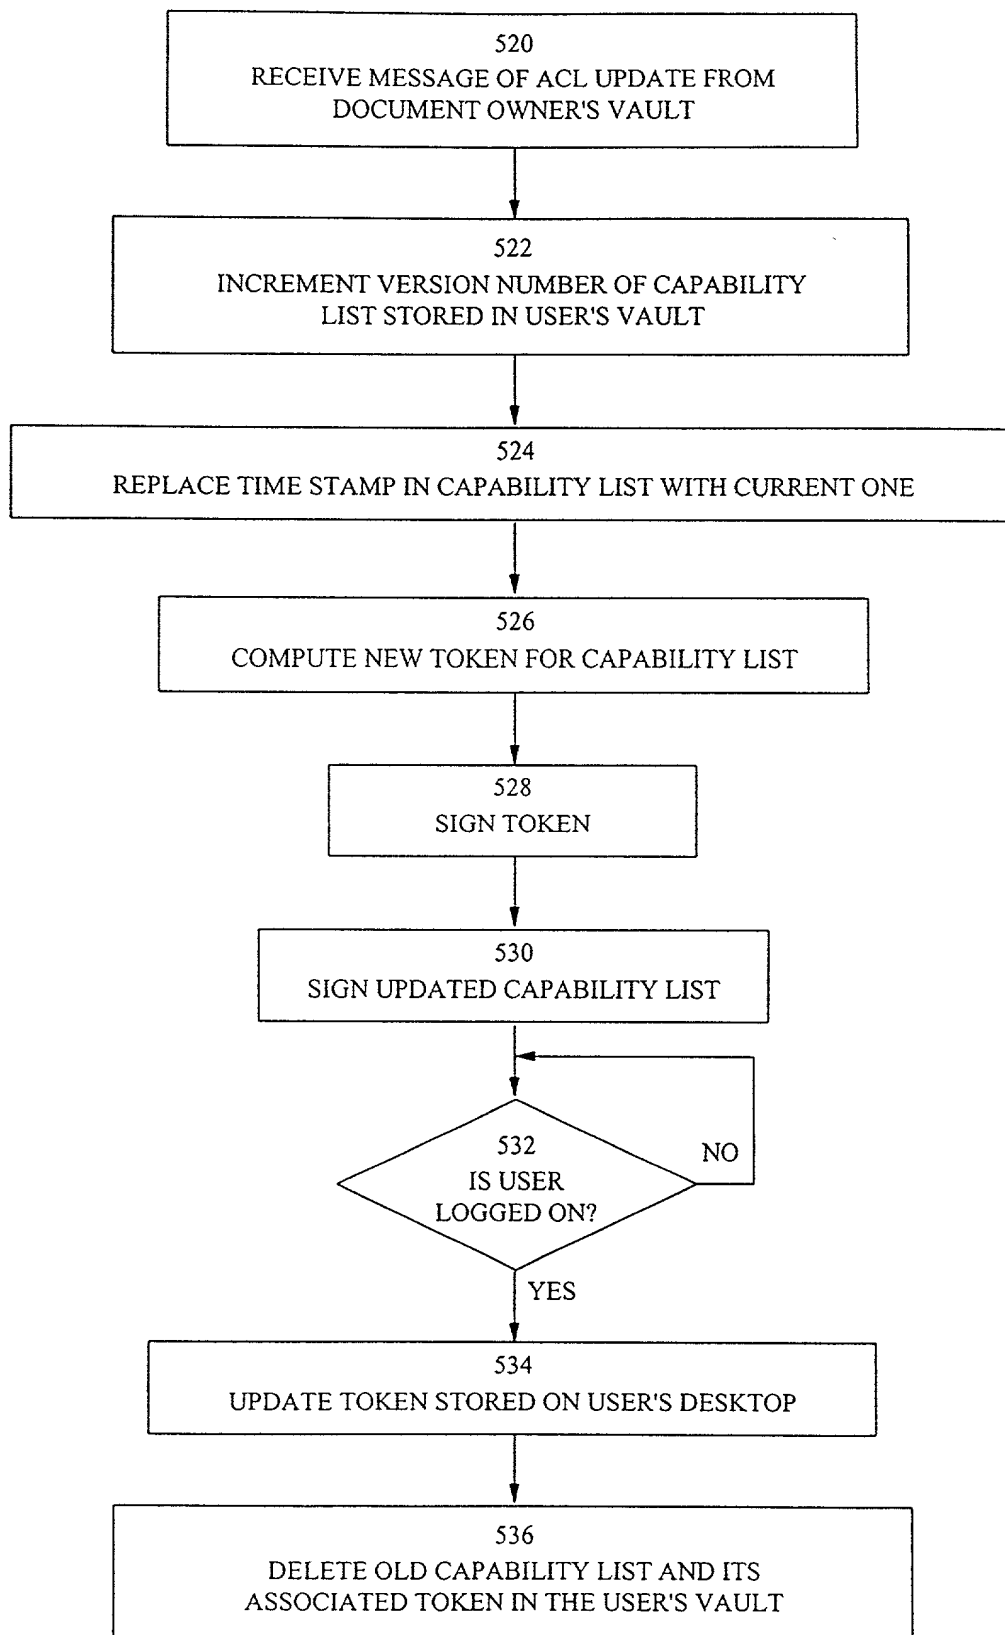 520
RECEIVE MESSAGE OF ACL UPDATE FROM
DOCUMENT OWNER'S VAULT
522
INCREMENT VERSION NUMBER OF CAPABILITY
LIST STORED IN USER'S VAULT
524
REPLACE TIME STAMP IN CAPABILITY LIST WITH CURRENT ONE
526
COMPUTE NEW TOKEN FOR CAPABILITY LIST
528
SIGN TOKEN
530
SIGN UPDATED CAPABILITY LIST
532
IS USER
LOGGED ON?
NO
YES
534
UPDATE TOKEN STORED ON USER'S DESKTOP
536
DELETE OLD CAPABILITY LIST AND ITS
ASSOCIATED TOKEN IN THE USER'S VAULT